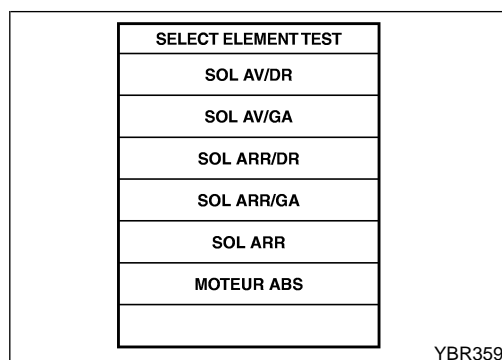 SELECT ELEMENT TEST
SOL AV/DR
SOL AV/GA
SOL ARR/DR
SOL ARR/GA
SOL ARR
MOTEUR ABS
YBR359